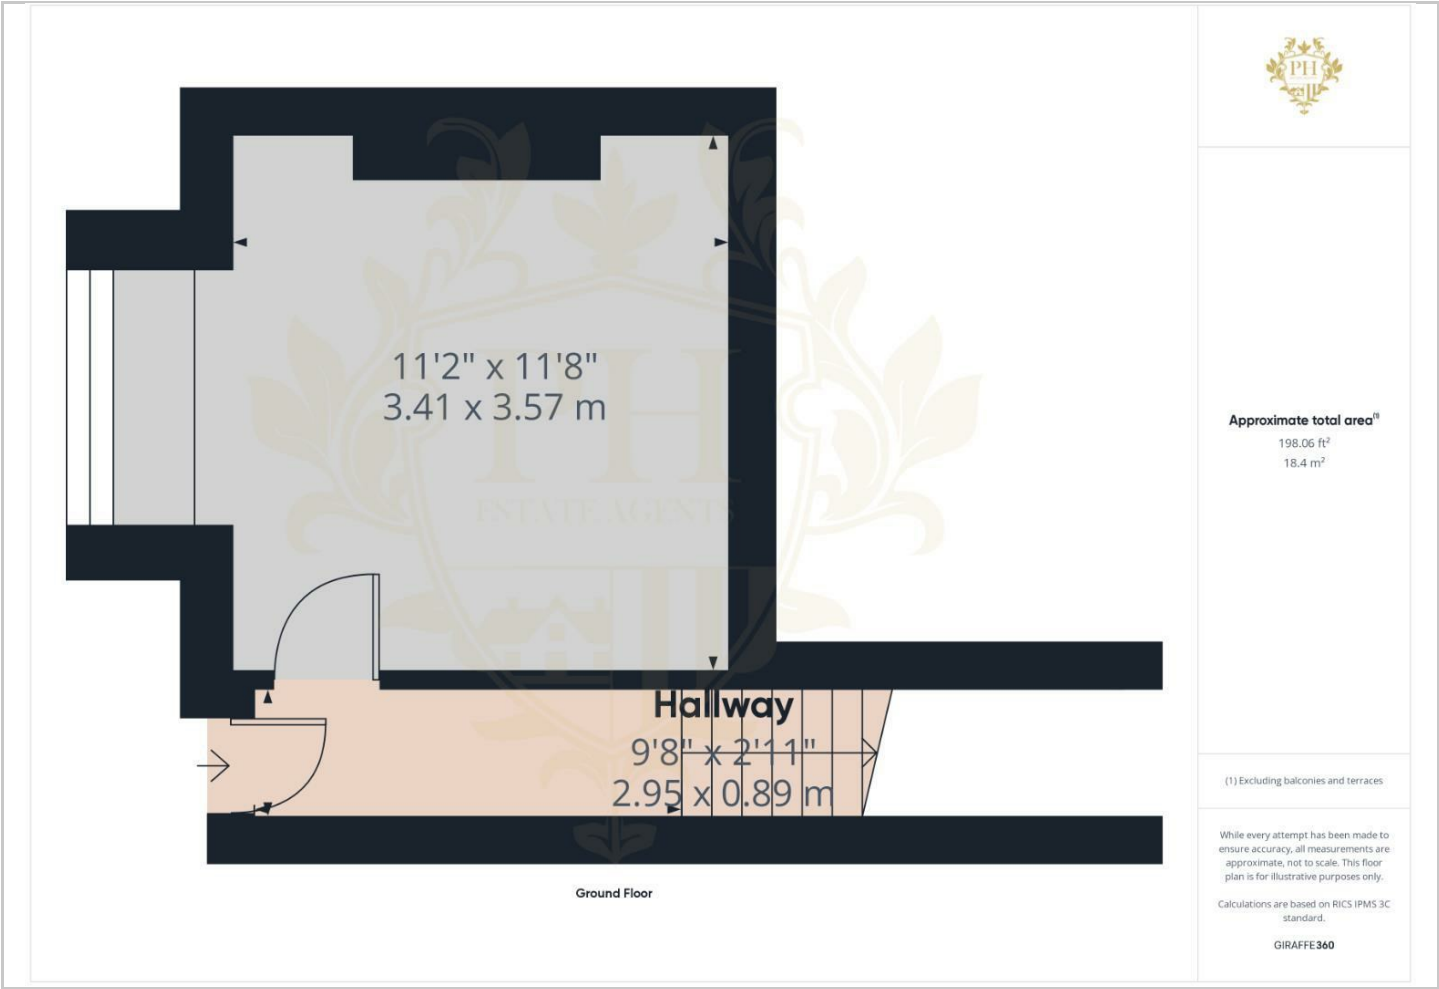 PH
11'2" x 11'8"
3.41 x 3.57 m
PH
ESTATE AGENTS
Hallway
9'8" x 2'11"
2.95 x 0.89 m
Ground Floor
Approximate total area(1)
198.06 ft²
18.4 m²
(1) Excluding balconies and terraces
While every attempt has been made to
ensure accuracy, all measurements are
approximate, not to scale. This floor
plan is for illustrative purposes only.
Calculations are based on RICS IPMS 3C
standard.
GIRAFFE360